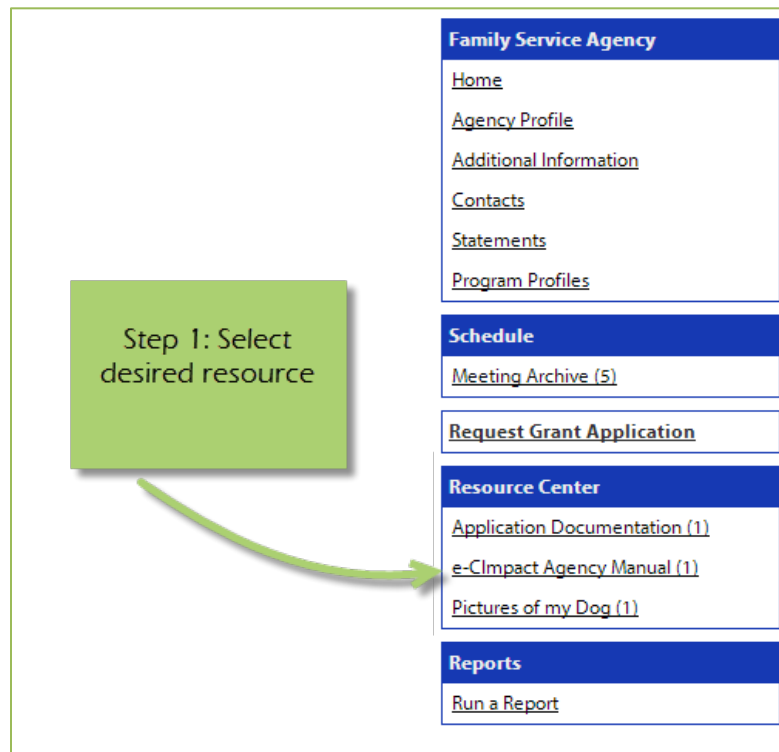 Family Service Agency
Home
Agency Profile
Additional Information
Contacts
Statements
Program Profiles
Step 1: Select
desired resource
Schedule
Meeting Archive (5)
Request Grant Application
Resource Center
Application Documentation (1)
e-CImpact Agency Manual (1)
Pictures of my Dog (1)
Reports
Run a Report